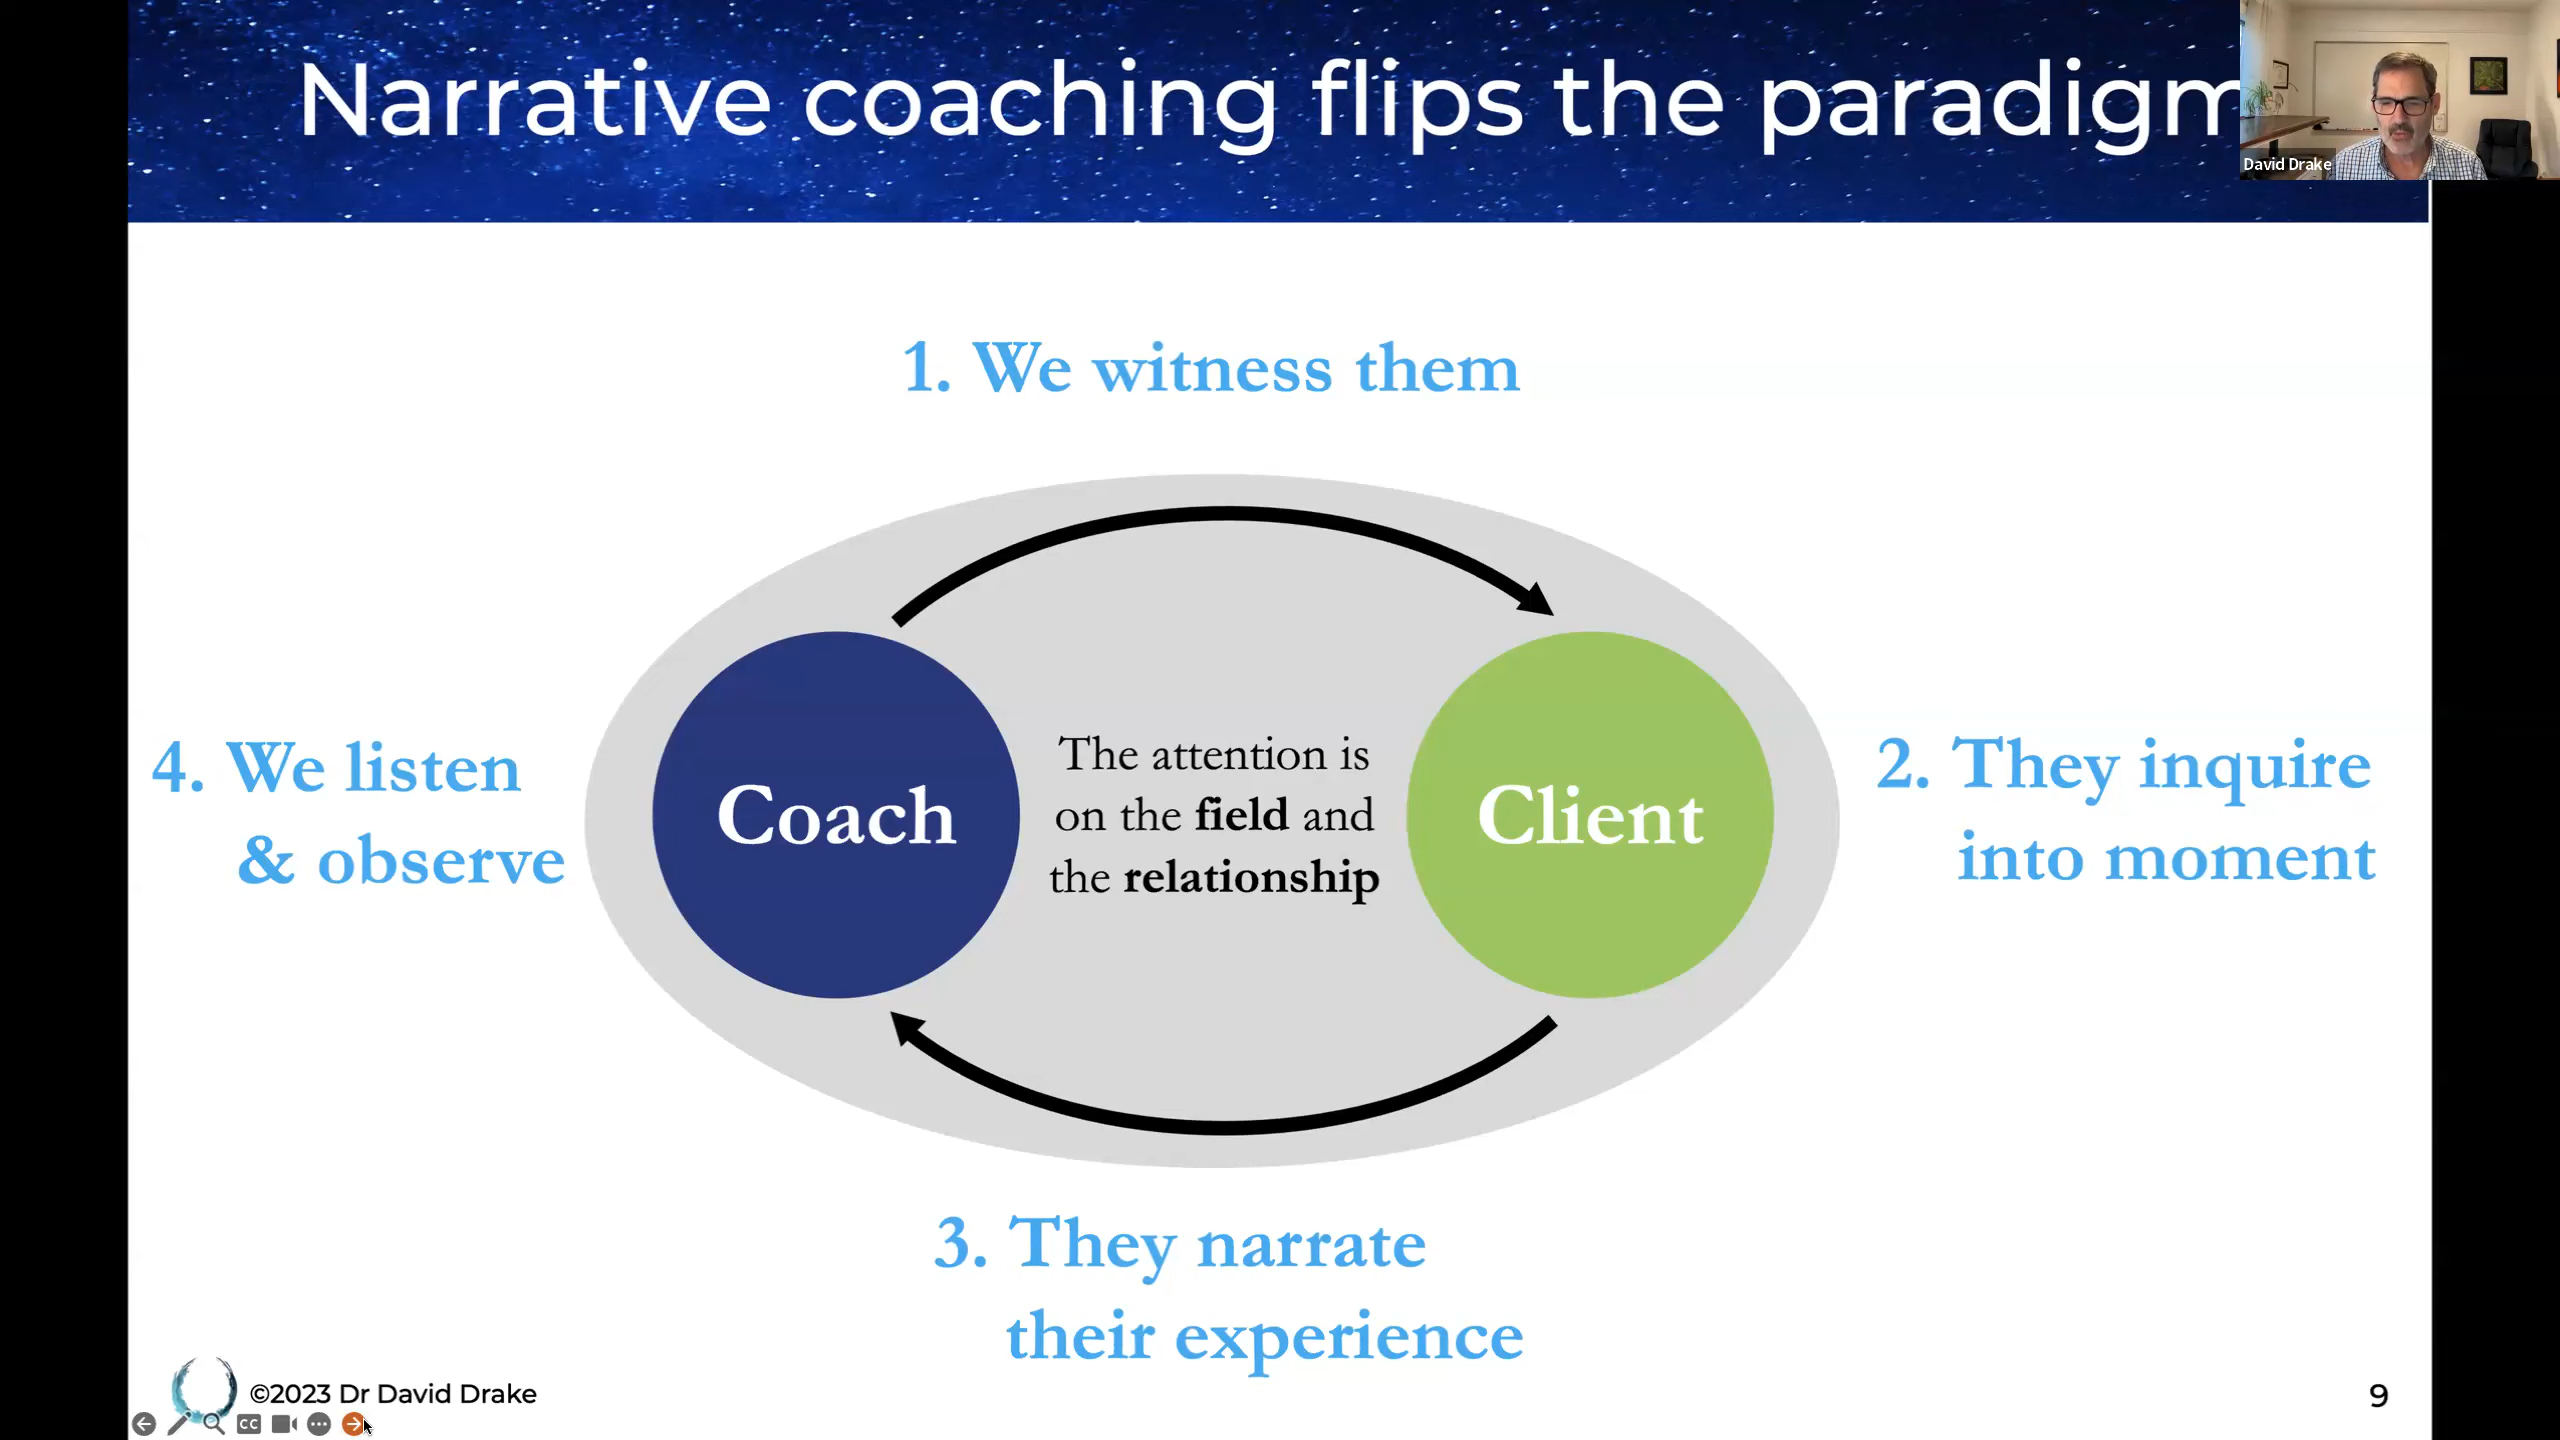 Narrative coaching flips the paradigm
David Drake
1. We witness them
4. We listen
& observe
Coach
The attention is
on the field and
the relationship
Client
2. They inquire
into moment
3. They narrate
their experience
©2023 Dr David Drake
9
CC